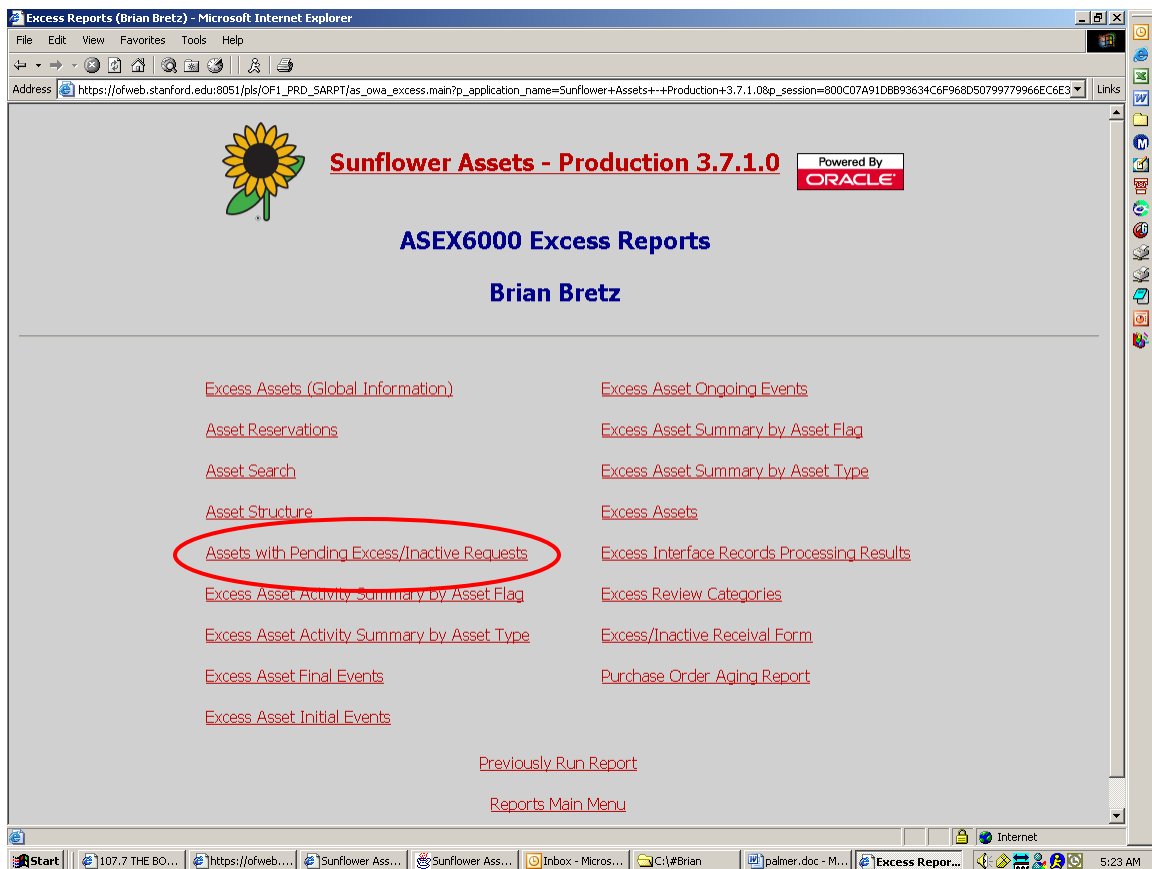 Excess Reports (Brian Bretz) - Microsoft Internet Explorer
File Edit View Favorites Tools Help
Address https://ofweb.stanford.edu:8051/pls/OF1_PRD_SARPT/as_owa_excess.main?p_application_name=Sunflower+Assets+-+Production+3.7.1.0&p_session=800C07A91DBB93634C6F968D50799779966EC6E3 Links
Sunflower Assets - Production 3.7.1.0
Powered By
ORACLE
ASEX6000 Excess Reports
Brian Bretz
Excess Assets (Global Information)
Asset Reservations
Asset Search
Asset Structure
Assets with Pending Excess/Inactive Requests
Excess Asset Activity Summary by Asset Flag
Excess Asset Activity Summary by Asset Type
Excess Asset Final Events
Excess Asset Initial Events
Excess Asset Ongoing Events
Excess Asset Summary by Asset Flag
Excess Asset Summary by Asset Type
Excess Assets
Excess Interface Records Processing Results
Excess Review Categories
Excess/Inactive Receival Form
Purchase Order Aging Report
Previously Run Report
Reports Main Menu
Internet
Start 107.7 THE BO... https://ofweb.... Sunflower Ass... Sunflower Ass... Inbox - Micros... C:\#Brian palmer.doc - M... Excess Repor... 5:23 AM